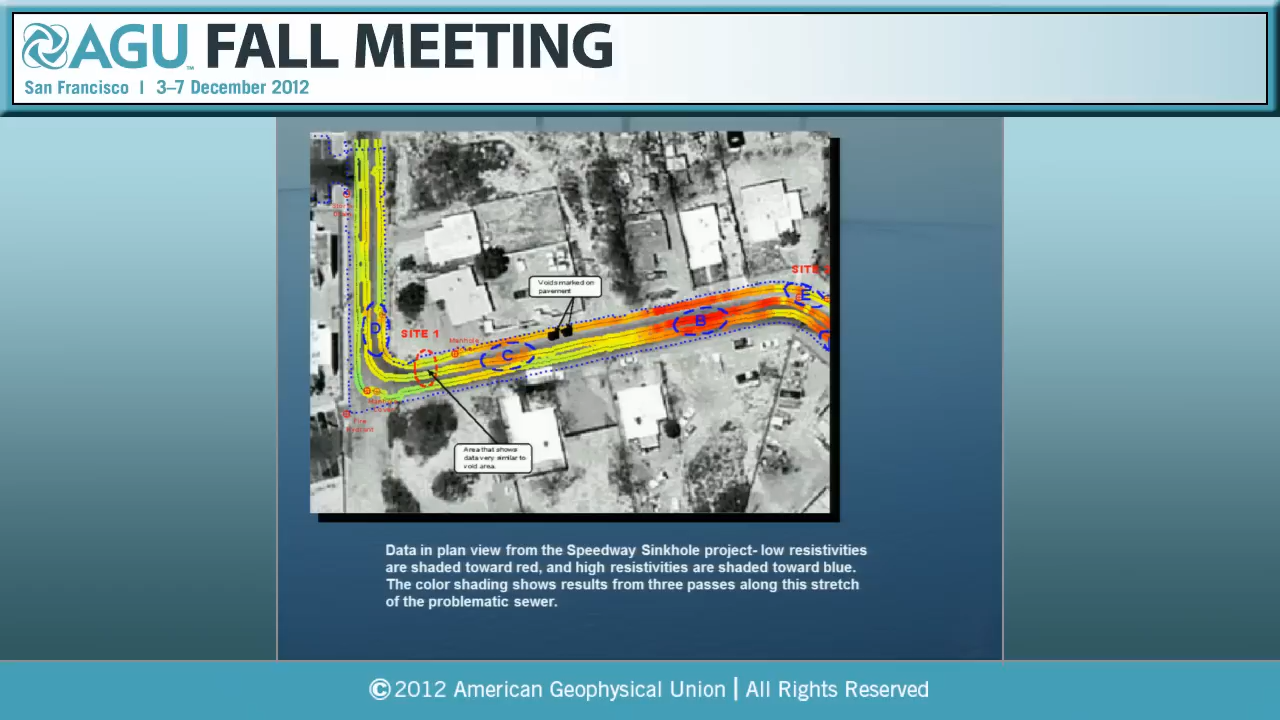 AGU FALL MEETING
San Francisco | 3–7 December 2012
SITE
E
Voids marked on
pavement
B
D
SITE 1
Manhole
C
Fire
Area that shows
data very similar to
void area.
Data in plan view from the Speedway Sinkhole project- low resistivities
are shaded toward red, and high resistivities are shaded toward blue.
The color shading shows results from three passes along this stretch
of the problematic sewer.
©2012 American Geophysical Union | All Rights Reserved